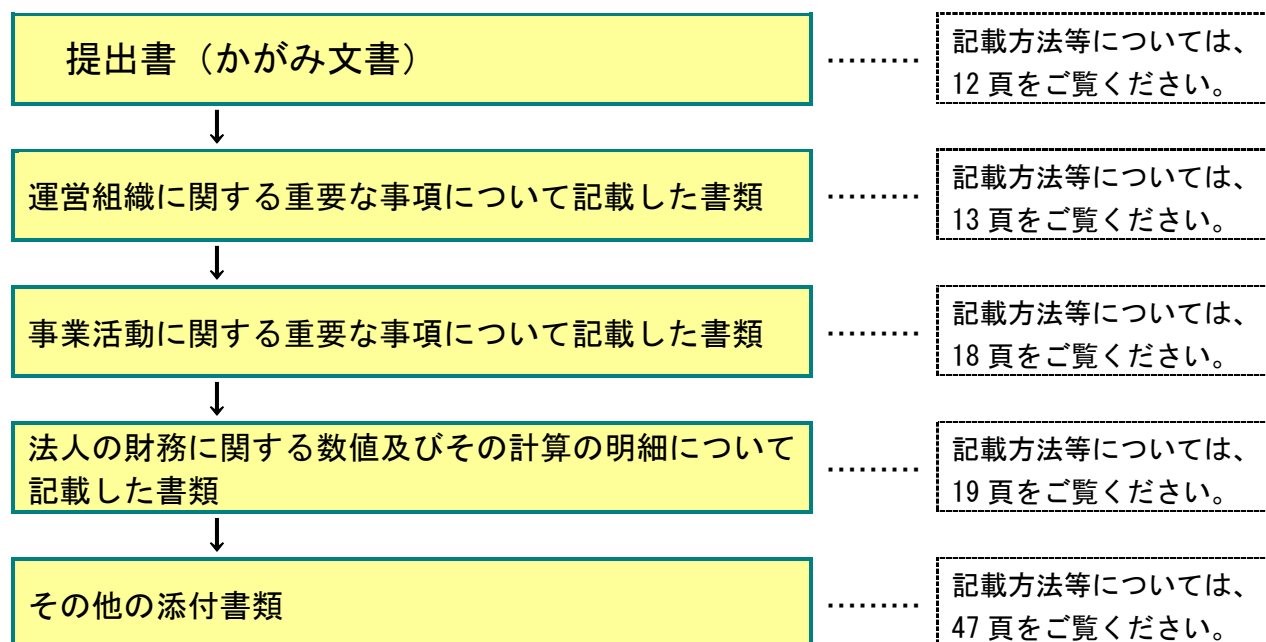 提出書（かがみ文書）
………
記載方法等については、
12 頁をご覧ください。
↓
運営組織に関する重要な事項について記載した書類
………
記載方法等については、
13 頁をご覧ください。
↓
事業活動に関する重要な事項について記載した書類
………
記載方法等については、
18 頁をご覧ください。
↓
法人の財務に関する数値及びその計算の明細について
記載した書類
………
記載方法等については、
19 頁をご覧ください。
↓
その他の添付書類
………
記載方法等については、
47 頁をご覧ください。